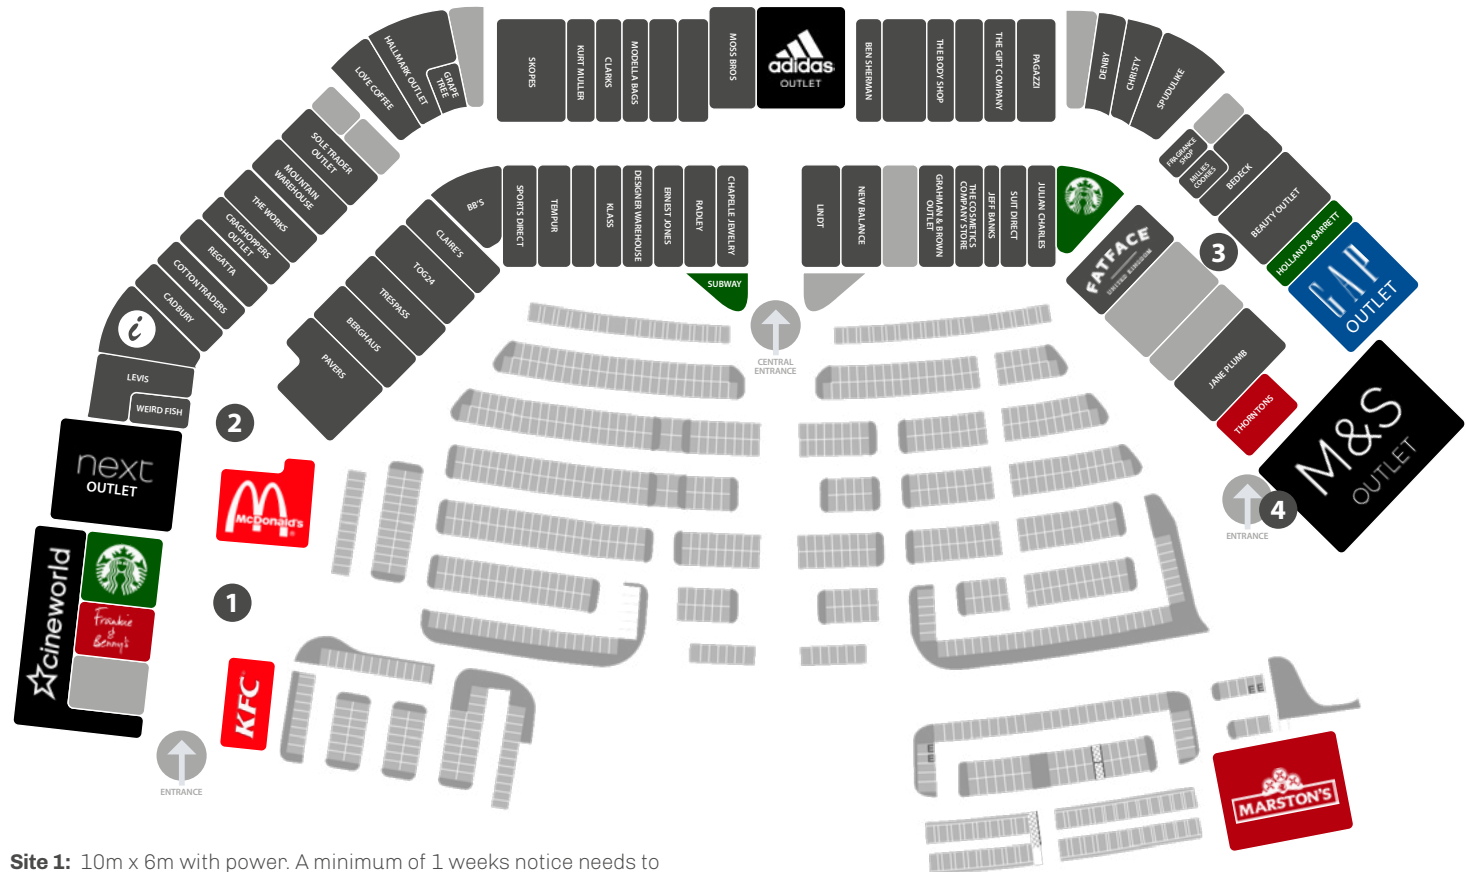 HALLMARK OUTLET
LOVE COFFEE
GRAPE
TREE
SKOPES
KURT MULLER
CLARKS
MODELLA BAGS
MOSS BROS
adidas
OUTLET
BEN SHERMAN
THE BODY SHOP
THE GIFT COMPANY
PAGAZZI
DENBY
CHRISTY
SPUDULIKE
SOLE TRADER
OUTLET
MOUNTAIN
WAREHOUSE
THE WORKS
CRAGHOPPERS
OUTLET
REGATTA
COTTON TRADERS
CADBURY
i
LEVIS
WEIRD FISH
BB'S
CLAIRE'S
TOG24
TRESPASS
BERGHAUS
PAVERS
SPORTS DIRECT
TEMPUR
KLASS
DESIGNER WAREHOUSE
ERNEST JONES
RADLEY
CHAPELLE JEWELRY
SUBWAY
LINDT
NEW BALANCE
GRAHMAN & BROWN
OUTLET
THE COSMETICS
COMPANY STORE
JEFF BANKS
SUIT DIRECT
JULIAN CHARLES
FRAGRANCE
SHOP
MILLIES
COOKIES
BEDECK
BEAUTY OUTLET
HOLLAND & BARRETT
GAP
OUTLET
FATFACE
UNITED KINGDOM
3
JANE PLUMB
THORNTONS
M&S
OUTLET
CENTRAL
ENTRANCE
2
next
OUTLET
McDonald's
4
ENTRANCE
cineworld
Frankie
&
Benny's
1
KFC
ENTRANCE
E E
E
E
MARSTON'S
Site 1: 10m x 6m with power. A minimum of 1 weeks notice needs to